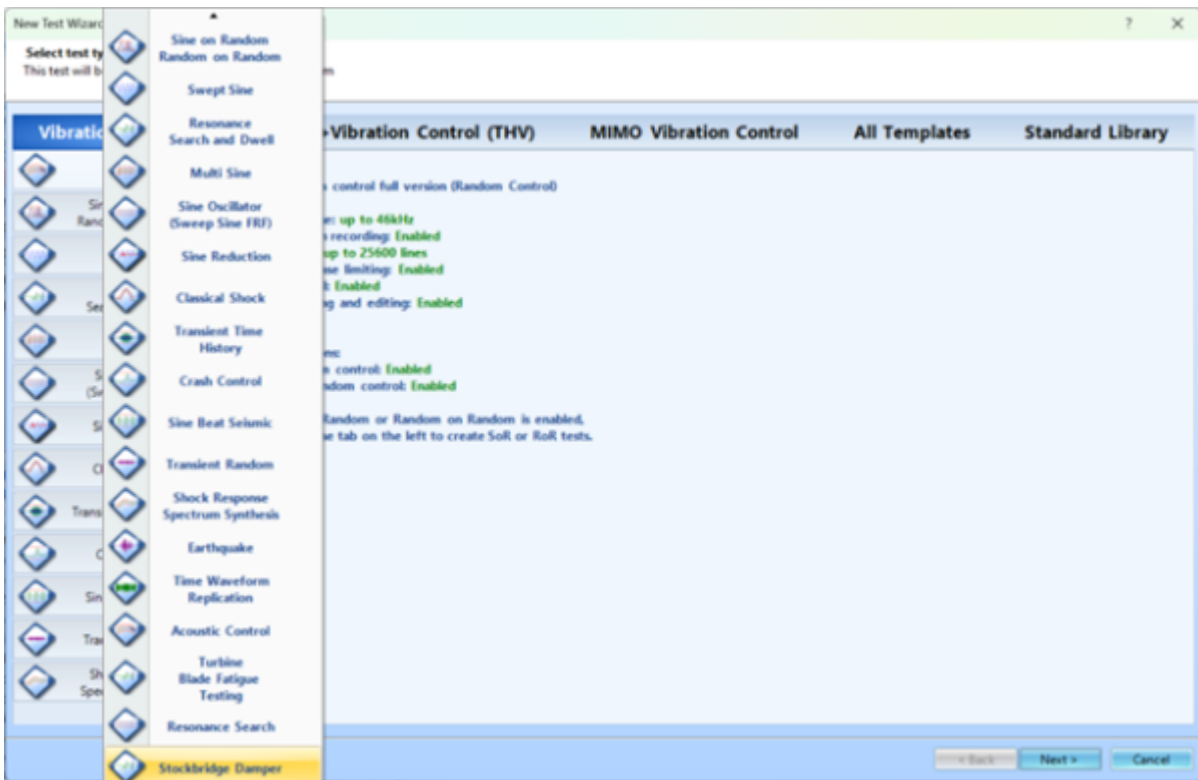 New Test Wizard
Select test ty
This test will b
Vibratio
Vibration Control (THV)
MIMO Vibration Control
All Templates
Standard Library
Sine on Random
Random on Random
Swept Sine
Resonance
Search and Dwell
Multi Sine
Sine Oscillator
(Sweep Sine FRF)
Sine Reduction
Classical Shock
Transient Time
History
Crash Control
Sine Beat Seismic
Transient Random
Shock Response
Spectrum Synthesis
Earthquake
Time Waveform
Replication
Acoustic Control
Turbine
Blade Fatigue
Testing
Resonance Search
Stockbridge Damper
control full version (Random Control)
up to 46kHz
recording: Enabled
up to 25600 lines
limiting: Enabled
Enabled
and editing: Enabled
control: Enabled
control: Enabled
Random or Random on Random is enabled,
tab on the left to create SoR or RoR tests.
< Back
Next >
Cancel